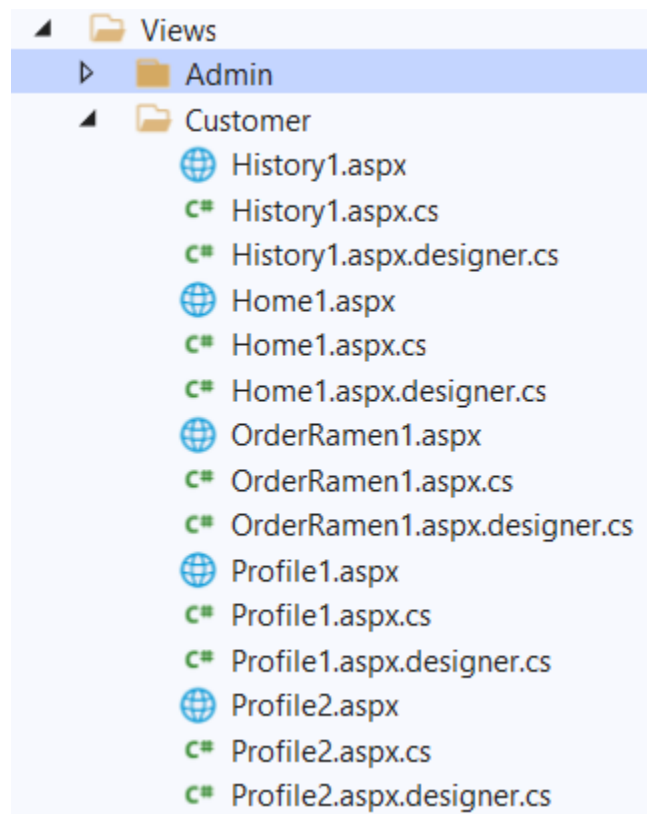 Views
Admin
Customer
History1.aspx
C# History1.aspx.cs
C# History1.aspx.designer.cs
Home1.aspx
C# Home1.aspx.cs
C# Home1.aspx.designer.cs
OrderRamen1.aspx
C# OrderRamen1.aspx.cs
C# OrderRamen1.aspx.designer.cs
Profile1.aspx
C# Profile1.aspx.cs
C# Profile1.aspx.designer.cs
Profile2.aspx
C# Profile2.aspx.cs
C# Profile2.aspx.designer.cs